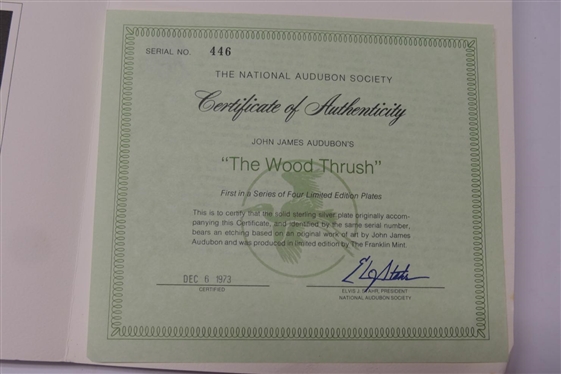 SERIAL NO. 446
THE NATIONAL AUDUBON SOCIETY
Certificate of Authenticity
JOHN JAMES AUDUBON'S
"The Wood Thrush"
First in a Series of Four Limited Edition Plates
This is to certify that the solid sterling silver plate originally accom-
panying this Certificate, and identified by the same serial number,
bears an etching based on an original work of art by John James
Audubon and was produced in limited edition by The Franklin Mint.
DEC 6 1973
CERTIFIED
ELVIS J. STAHR, PRESIDENT
NATIONAL AUDUBON SOCIETY